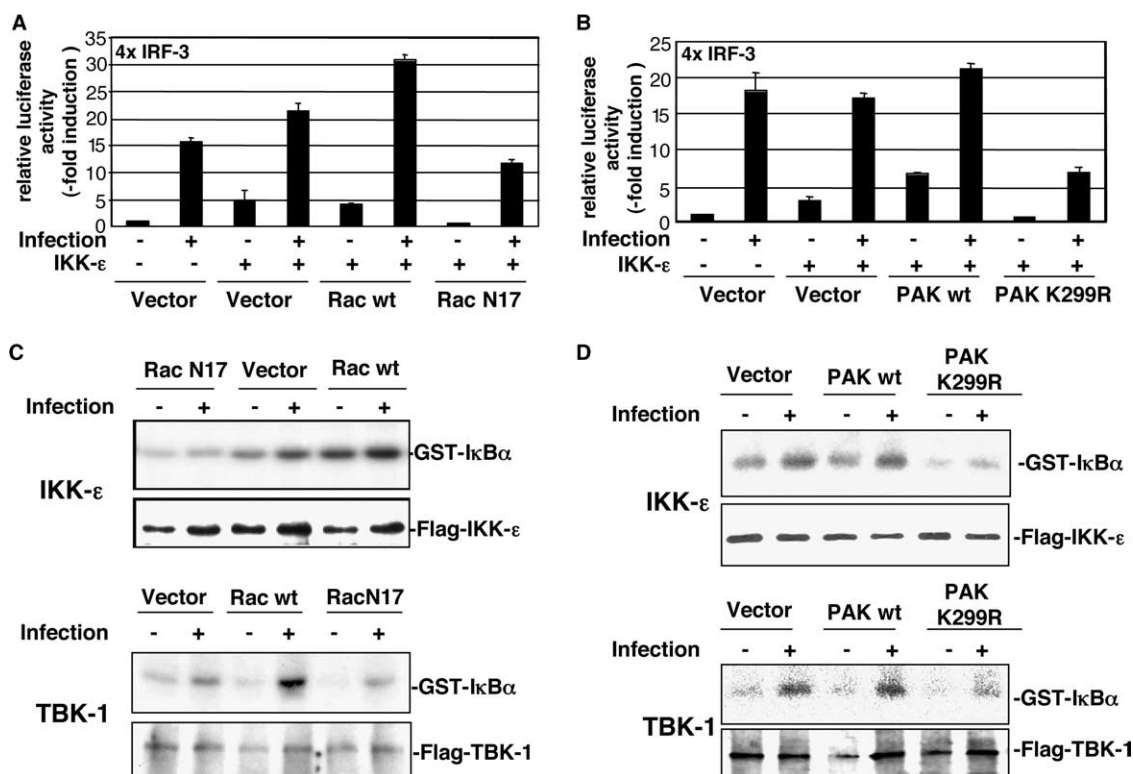 A
4x IRF-3
relative luciferase
activity
(-fold induction )
35
30
25
20
15
10
5
0
Infection - + - + - + - +
IKK-ε - - + + + + + +
Vector Vector Rac wt Rac N17
B
4x IRF-3
relative luciferase
activity
(-fold induction )
25
20
15
10
5
0
Infection - + - + - + - +
IKK-ε - - + + + + + +
Vector Vector PAK wt PAK K299R
C
Rac N17 Vector Rac wt
Infection - + - + - +
IKK-ε
-GST-IκBα
-Flag-IKK-ε
Vector Rac wt RacN17
Infection - + - + - +
TBK-1
-GST-IκBα
-Flag-TBK-1
D
Vector PAK wt PAK
K299R
Infection - + - + - +
IKK-ε
-GST-IκBα
-Flag-IKK-ε
Vector PAK wt PAK
K299R
Infection - + - + - +
TBK-1
-GST-IκBα
-Flag-TBK-1